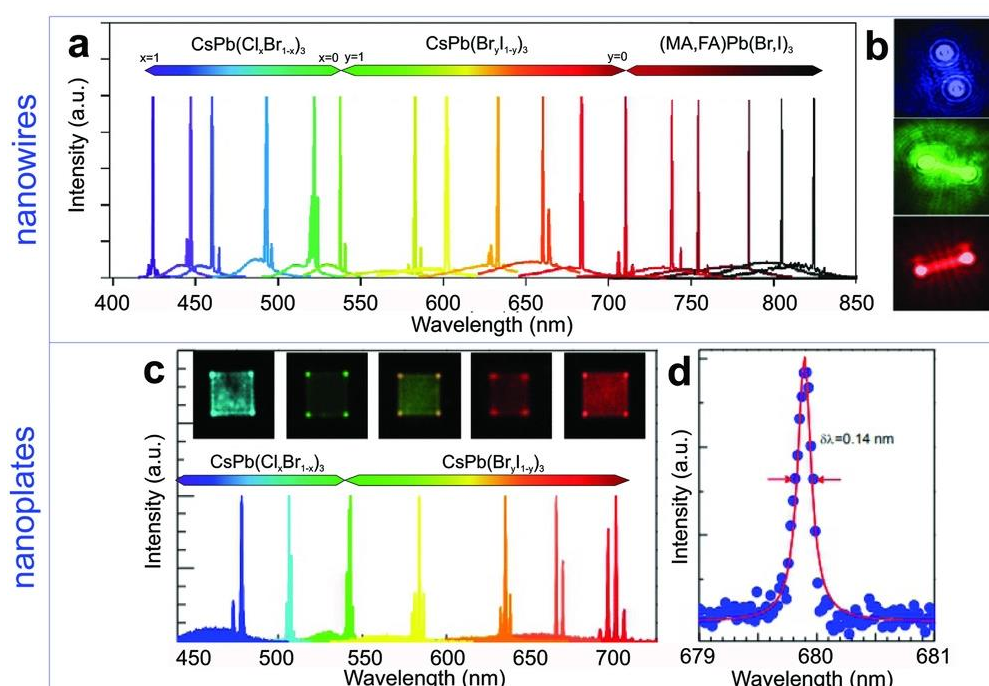 nanowires
a
CsPb(ClₓBr₁₋ₓ)₃
CsPb(BrᵧI₁₋ᵧ)₃
(MA,FA)Pb(Br,I)₃
x=1
x=0
y=1
y=0
Intensity (a.u.)
400
450
500
550
600
650
700
750
800
850
Wavelength (nm)
b
nanoplates
c
CsPb(ClₓBr₁₋ₓ)₃
CsPb(BrᵧI₁₋ᵧ)₃
Intensity (a.u.)
450
500
550
600
650
700
Wavelength (nm)
d
δλ=0.14 nm
Intensity (a.u.)
679
680
681
Wavelength (nm)